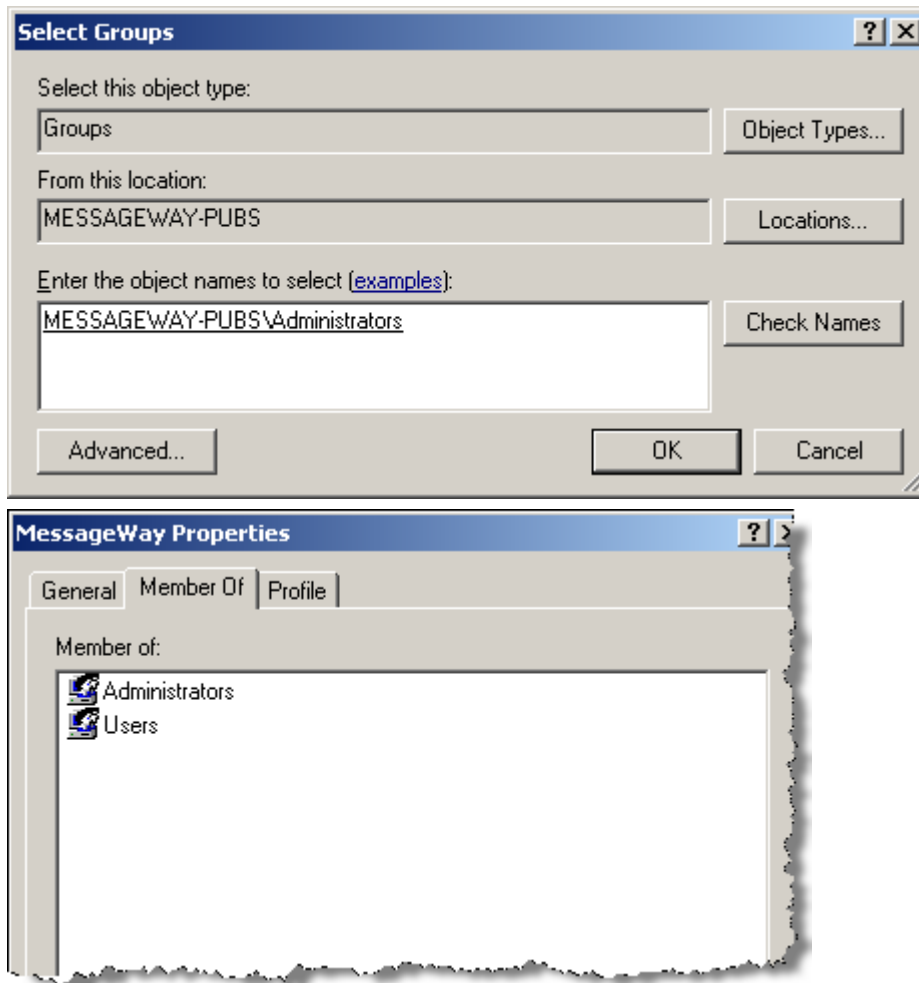 Select Groups
Select this object type:
Groups
Object Types...
From this location:
MESSAGEWAY-PUBS
Locations...
Enter the object names to select (examples):
MESSAGEWAY-PUBS\Administrators
Check Names
Advanced...
OK
Cancel
MessageWay Properties
General
Member Of
Profile
Member of:
Administrators
Users